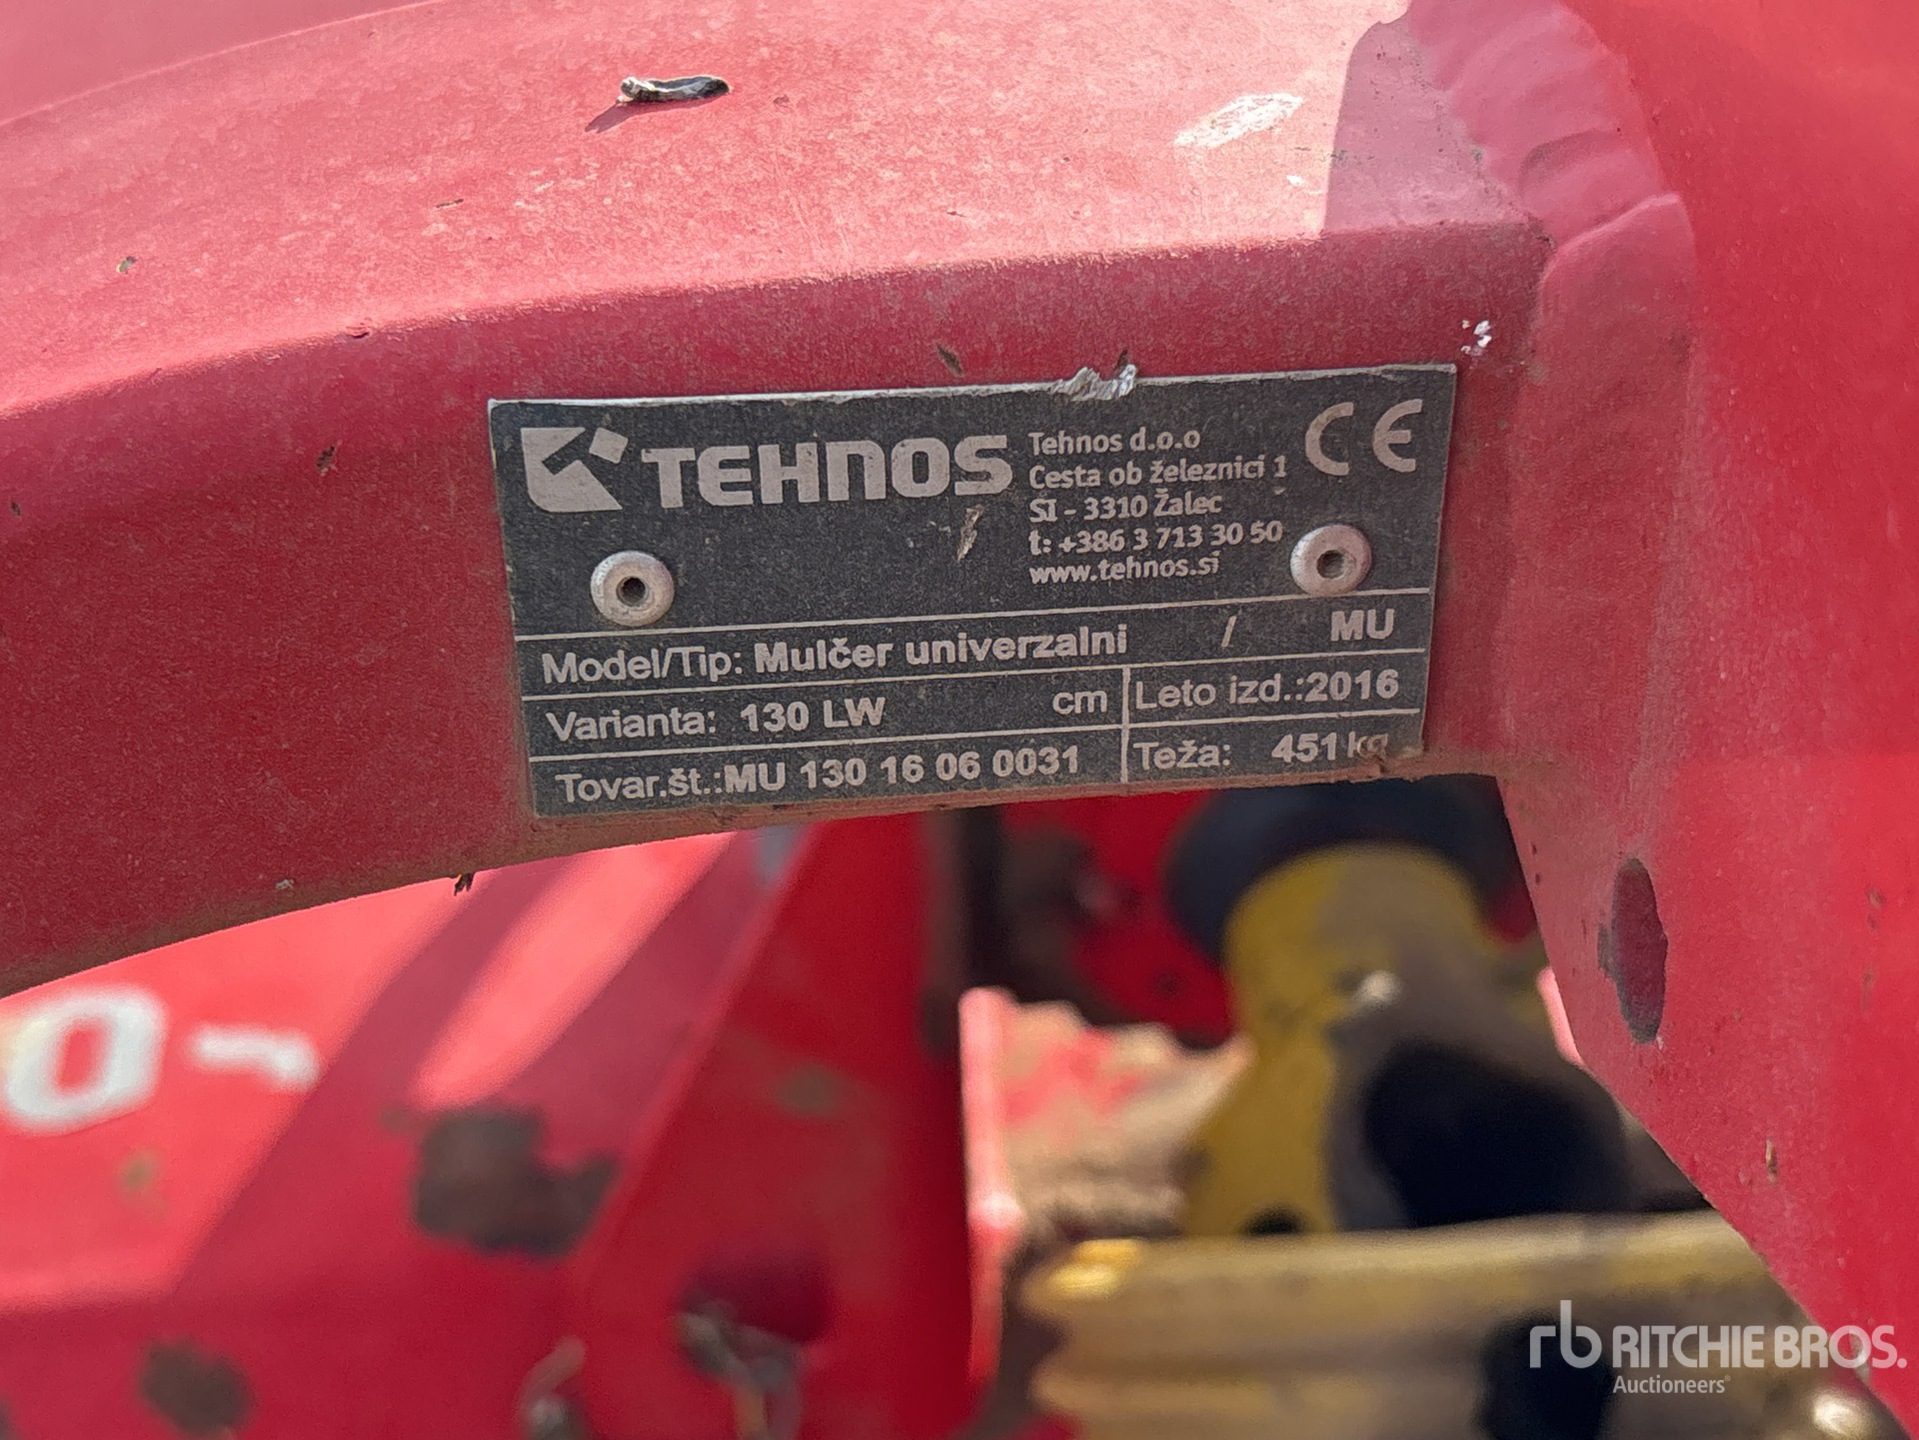 TEHNOS
Tehnos d.o.o
Cesta ob železnici 1
SI - 3310 Žalec
t: +386 3 713 30 50
www.tehnos.si
CE
Model/Tip: Mulčer univerzalni / MU
Varianta: 130 LW cm
Leto izd.:2016
Tovar.št.:MU 130 16 06 0031
Teža: 451kg
rb RITCHIE BROS.
Auctioneers